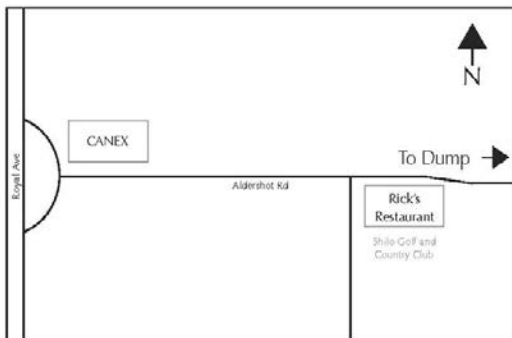 CANEX
N
To Dump
Royal Ave
Aldershot Rd
Rick's
Restaurant
Shilo Golf and
Country Club